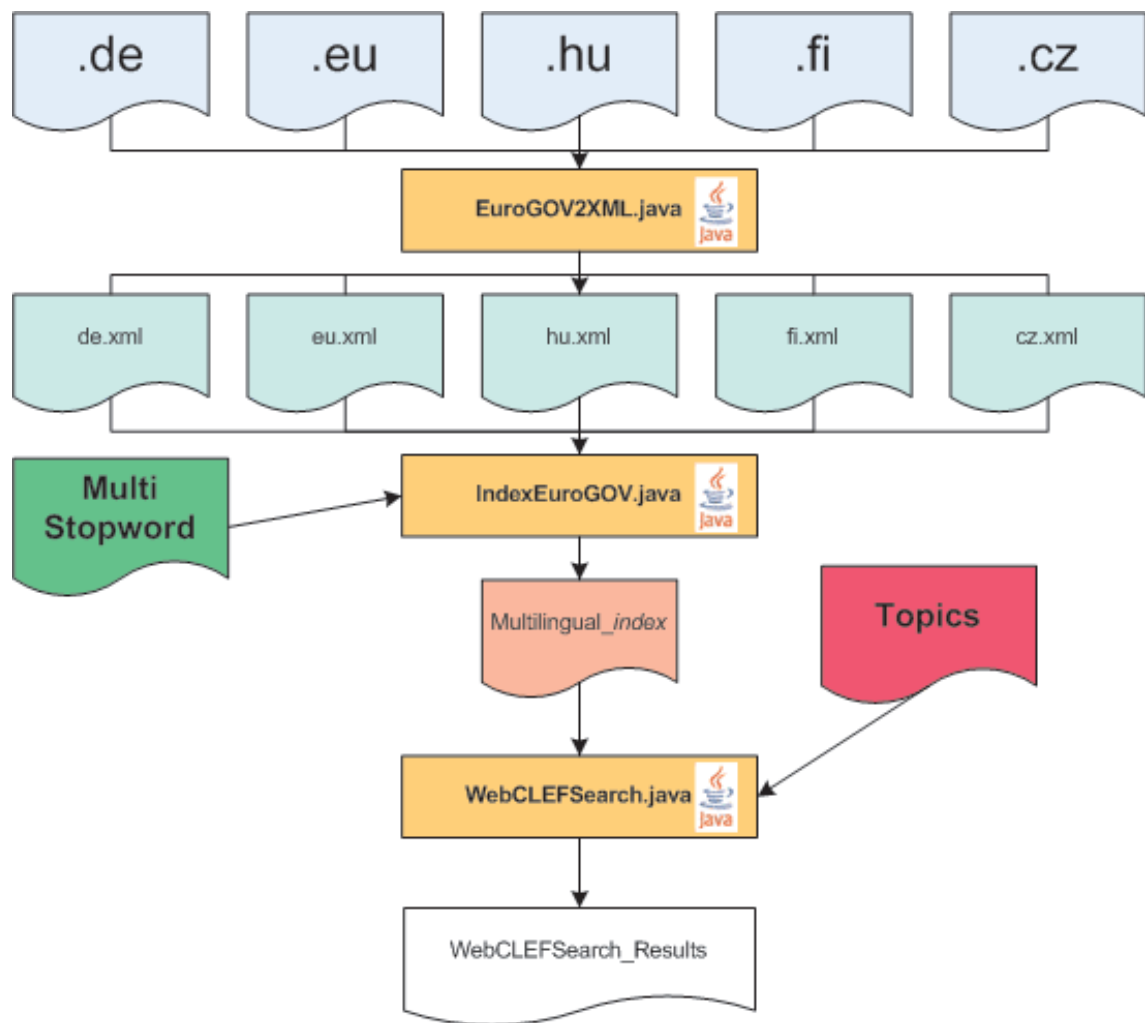 .de
.eu
.hu
.fi
.cz
EuroGOV2XML.java
Java
de.xml
eu.xml
hu.xml
fi.xml
cz.xml
Multi
Stopword
IndexEuroGOV.java
Java
Multilingual_index
Topics
WebCLEFSearch.java
Java
WebCLEFSearch_Results